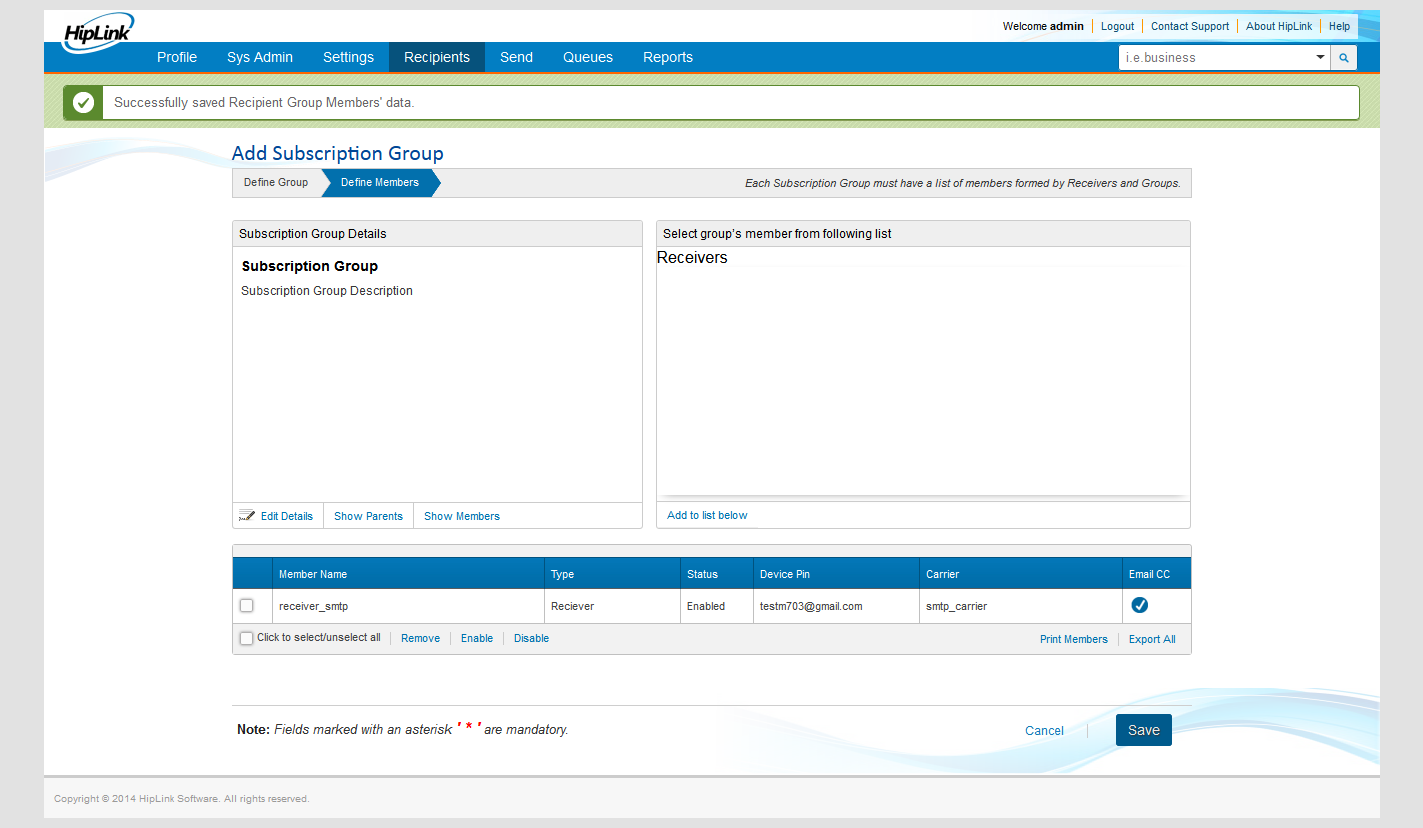 HipLink
Welcome admin Logout Contact Support About HipLink Help
Profile Sys Admin Settings Recipients Send Queues Reports i.e.business
Successfully saved Recipient Group Members' data.
Add Subscription Group
Define Group Define Members Each Subscription Group must have a list of members formed by Receivers and Groups.
Subscription Group Details
Subscription Group
Subscription Group Description
Edit Details Show Parents Show Members
Select group's member from following list
Receivers
Add to list below
Member Name Type Status Device Pin Carrier Email CC
receiver_smtp Reciever Enabled testm703@gmail.com smtp_carrier
Click to select/unselect all Remove Enable Disable Print Members Export All
Note: Fields marked with an asterisk ' * ' are mandatory. Cancel Save
Copyright © 2014 HipLink Software. All rights reserved.